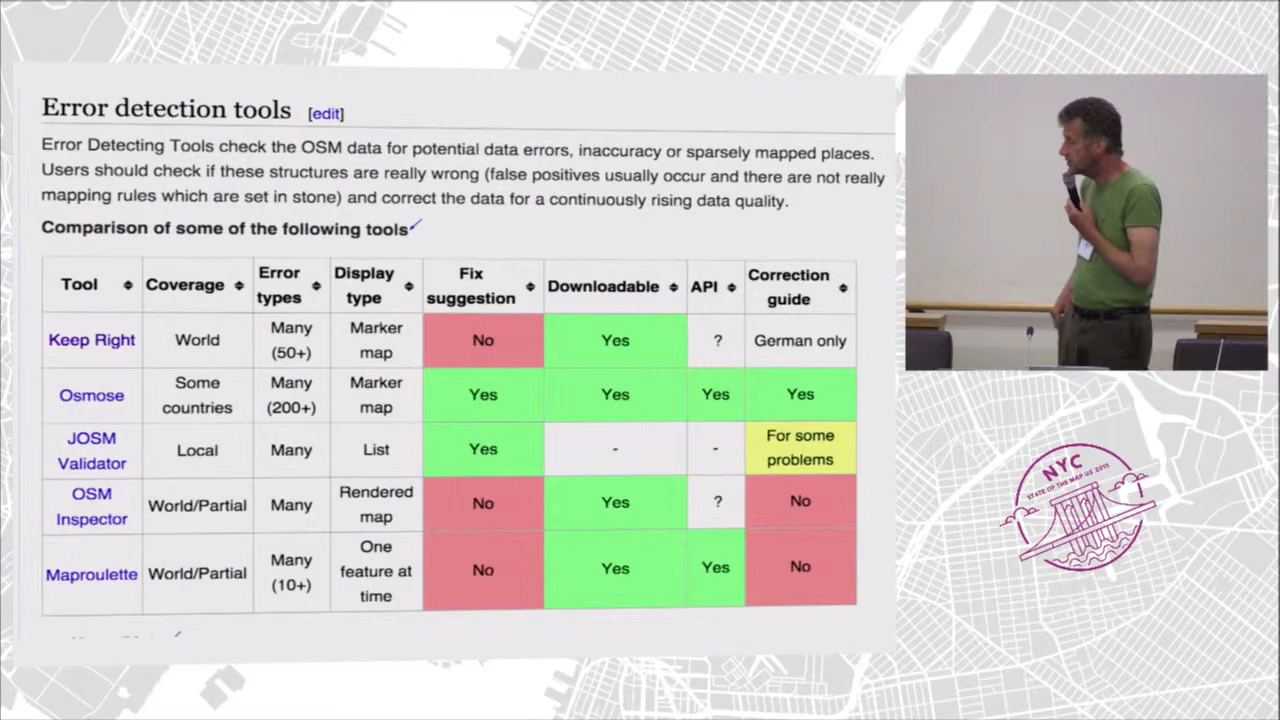 Error detection tools [edit]
Error Detecting Tools check the OSM data for potential data errors, inaccuracy or sparsely mapped places.
Users should check if these structures are really wrong (false positives usually occur and there are not really
mapping rules which are set in stone) and correct the data for a continuously rising data quality.
Comparison of some of the following tools
Tool Coverage Error types Display type Fix suggestion Downloadable API Correction guide
Keep Right World Many (50+) Marker map No Yes ? German only
Osmose Some countries Many (200+) Marker map Yes Yes Yes Yes
JOSM Validator Local Many List Yes - - For some problems
OSM Inspector World/Partial Many Rendered map No Yes ? No
Maproulette World/Partial Many (10+) One feature at time No Yes Yes No
NYC
STATE OF THE MAP US 2015